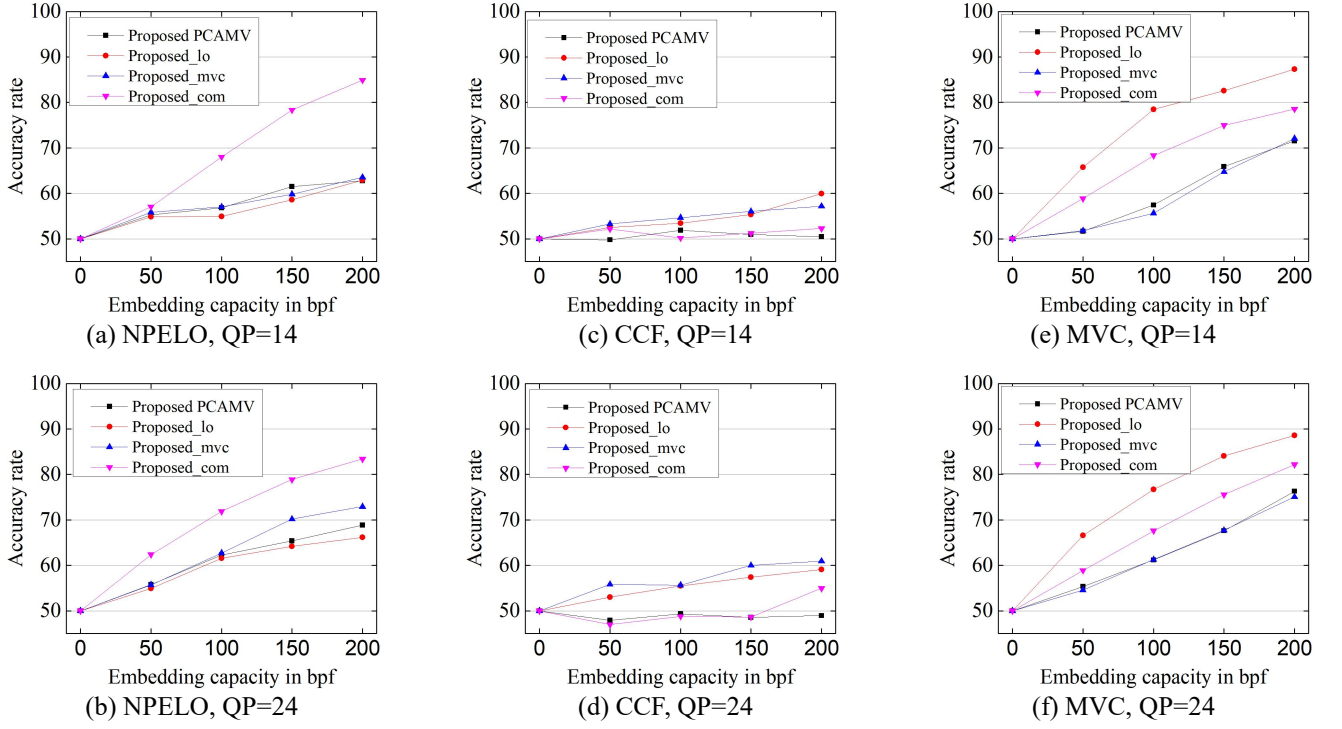 100
90
80
70
60
50
Accuracy rate
Proposed PCAMV
Proposed_lo
Proposed_mvc
Proposed_com
0 50 100 150 200
Embedding capacity in bpf
(a) NPELO, QP=14
100
90
80
70
60
50
Accuracy rate
Proposed PCAMV
Proposed_lo
Proposed_mvc
Proposed_com
0 50 100 150 200
Embedding capacity in bpf
(c) CCF, QP=14
100
90
80
70
60
50
Accuracy rate
Proposed PCAMV
Proposed_lo
Proposed_mvc
Proposed_com
0 50 100 150 200
Embedding capacity in bpf
(e) MVC, QP=14
100
90
80
70
60
50
Accuracy rate
Proposed PCAMV
Proposed_lo
Proposed_mvc
Proposed_com
0 50 100 150 200
Embedding capacity in bpf
(b) NPELO, QP=24
100
90
80
70
60
50
Accuracy rate
Proposed PCAMV
Proposed_lo
Proposed_mvc
Proposed_com
0 50 100 150 200
Embedding capacity in bpf
(d) CCF, QP=24
100
90
80
70
60
50
Accuracy rate
Proposed PCAMV
Proposed_lo
Proposed_mvc
Proposed_com
0 50 100 150 200
Embedding capacity in bpf
(f) MVC, QP=24